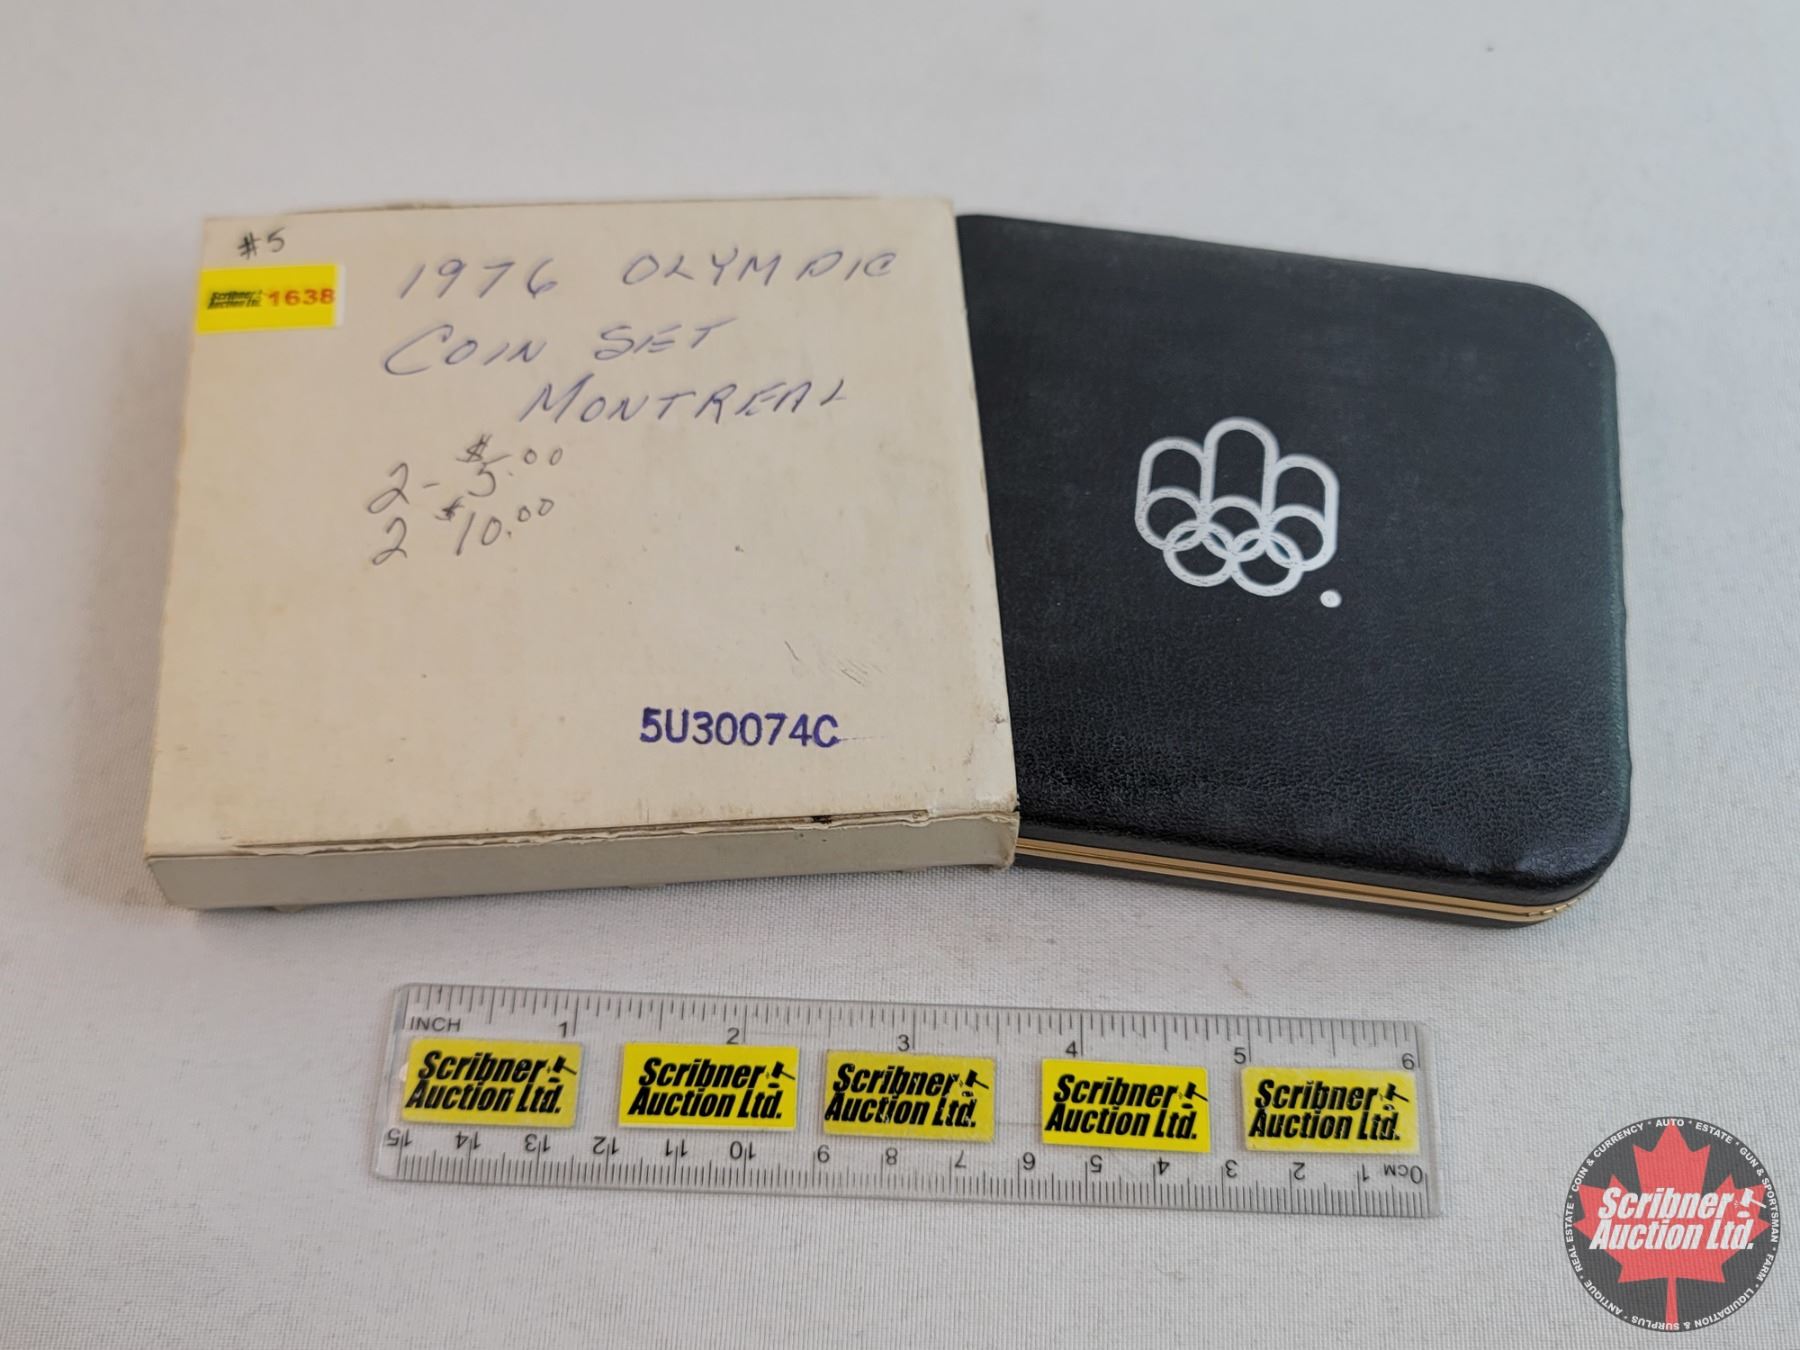 #5
Scribner Auction Ltd. 1638
1976 OLYMPIC
COIN SET
MONTREAL
2 - $5.00
2 $10.00
5U30074C
INCH 1 2 3 4 5 6
Scribner Auction Ltd.
Scribner Auction Ltd.
Scribner Auction Ltd.
Scribner Auction Ltd.
Scribner Auction Ltd.
15 14 13 12 11 10 9 8 7 6 5 4 3 2 1 0CM
COIN & CURRENCY * AUTO * ESTATE * GUN & SPORTSMAN * FARM * LIQUIDATION & SURPLUS * ANTIQUE * REAL ESTATE *
Scribner
Auction Ltd.